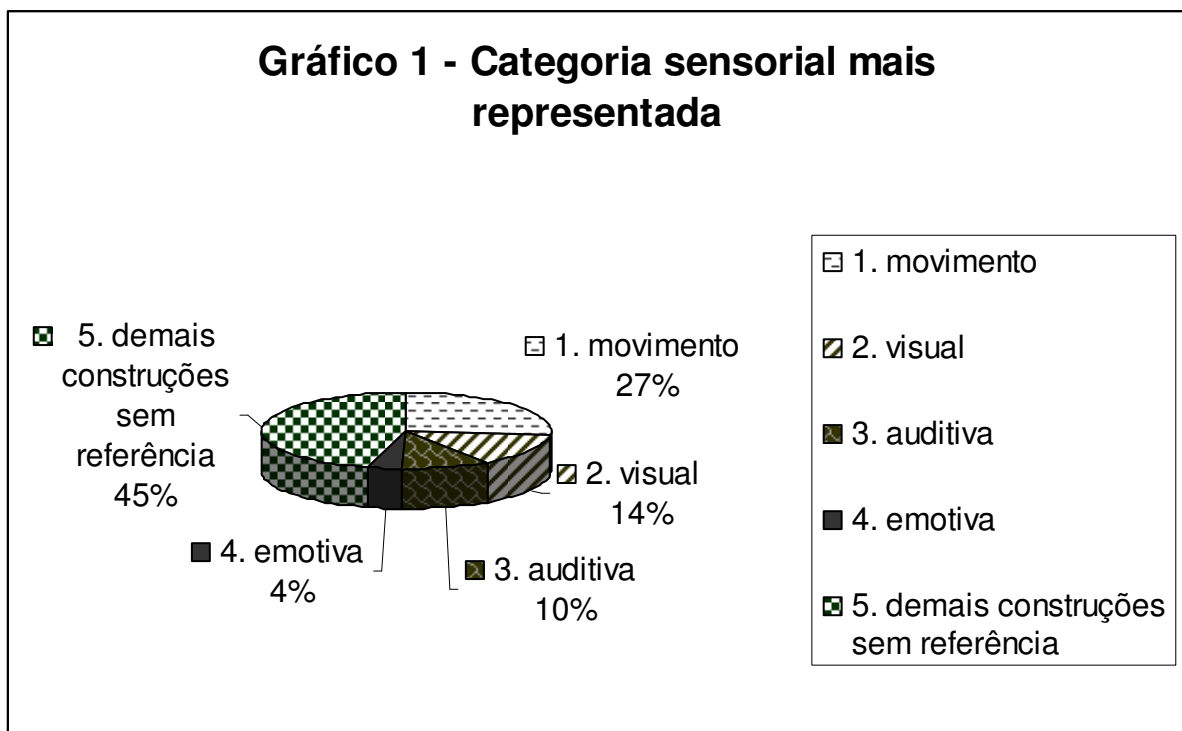 Gráfico 1 - Categoria sensorial mais
representada
5. demais
construções
sem
referência
45%
1. movimento
27%
2. visual
14%
3. auditiva
10%
4. emotiva
4%
1. movimento
2. visual
3. auditiva
4. emotiva
5. demais construções
sem referência